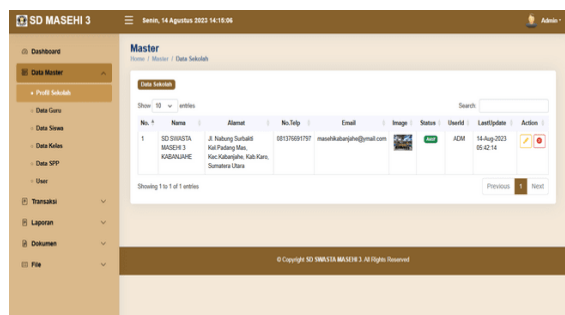 SD MASEHI 3
Senin, 14 Agustus 2023 14:15:06
Admin
Dashboard
Data Master
Profil Sekolah
Data Guru
Data Siswa
Data Kelas
Data SPP
User
Transaksi
Laporan
Dokumen
File
Master
Home / Master / Data Sekolah
Data Sekolah
Show 10 entries
Search:
No. Nama Alamat No.Telp Email Image Status UserId LastUpdate Action
1 SD SWASTA MASEHI 3 KABANJAHE
Jl. Nabung Surbakti
Kel.Padang Mas,
Kec.Kabanjahe, Kab.Karo,
Sumatera Utara
081376691797 masehikabanjahe@ymail.com Aktif ADM 14-Aug-2023
05:42:14
Showing 1 to 1 of 1 entries
Previous 1 Next
© Copyright SD SWASTA MASEHI 3. All Rights Reserved